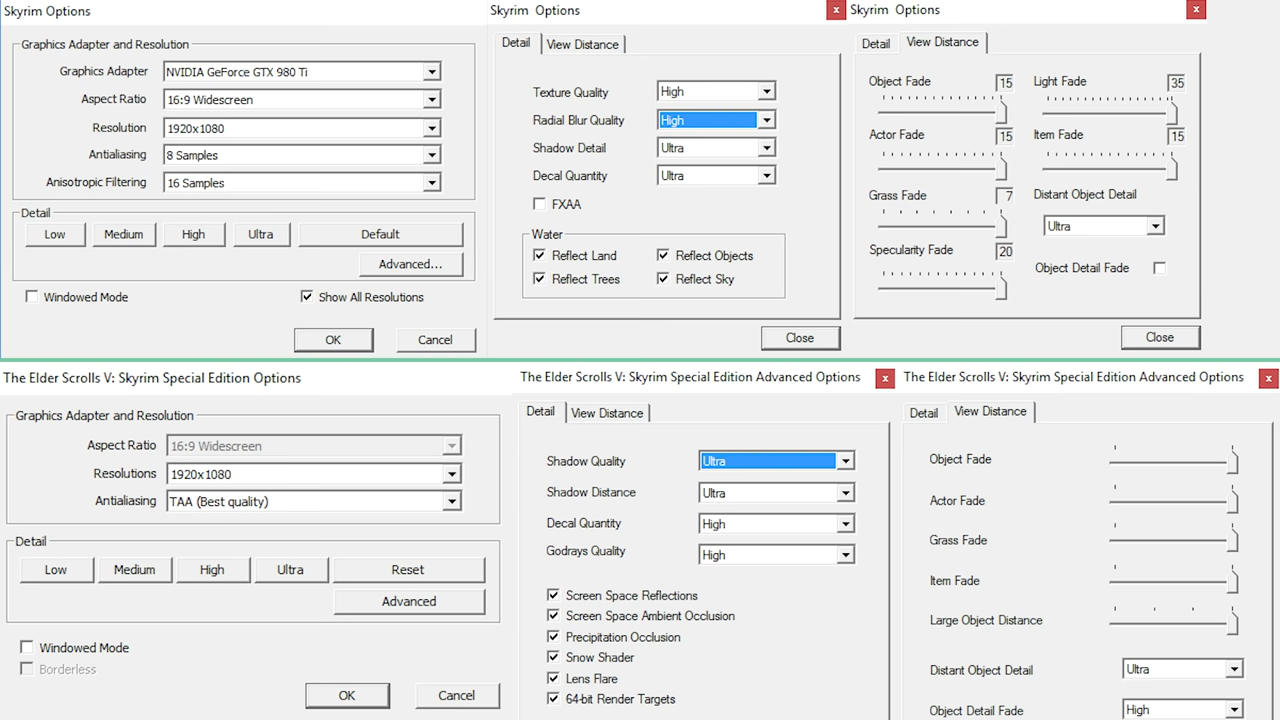 Skyrim Options
Graphics Adapter and Resolution
Graphics Adapter NVIDIA GeForce GTX 980 Ti
Aspect Ratio 16:9 Widescreen
Resolution 1920x1080
Antialiasing 8 Samples
Anisotropic Filtering 16 Samples
Detail
Low Medium High Ultra Default
Advanced...
Windowed Mode Show All Resolutions
OK Cancel
Skyrim Options x
Detail View Distance
Texture Quality High
Radial Blur Quality High
Shadow Detail Ultra
Decal Quantity Ultra
FXAA
Water
Reflect Land Reflect Objects
Reflect Trees Reflect Sky
Close
Skyrim Options x
Detail View Distance
Object Fade 15 Light Fade 35
Actor Fade 15 Item Fade 15
Grass Fade 7 Distant Object Detail
Ultra
Specularity Fade 20
Object Detail Fade
Close
The Elder Scrolls V: Skyrim Special Edition Options
Graphics Adapter and Resolution
Aspect Ratio 16:9 Widescreen
Resolutions 1920x1080
Antialiasing TAA (Best quality)
Detail
Low Medium High Ultra Reset
Advanced
Windowed Mode
Borderless
OK Cancel
The Elder Scrolls V: Skyrim Special Edition Advanced Options x
Detail View Distance
Shadow Quality Ultra
Shadow Distance Ultra
Decal Quantity High
Godrays Quality High
Screen Space Reflections
Screen Space Ambient Occlusion
Precipitation Occlusion
Snow Shader
Lens Flare
64-bit Render Targets
The Elder Scrolls V: Skyrim Special Edition Advanced Options x
Detail View Distance
Object Fade
Actor Fade
Grass Fade
Item Fade
Large Object Distance
Distant Object Detail Ultra
Object Detail Fade High